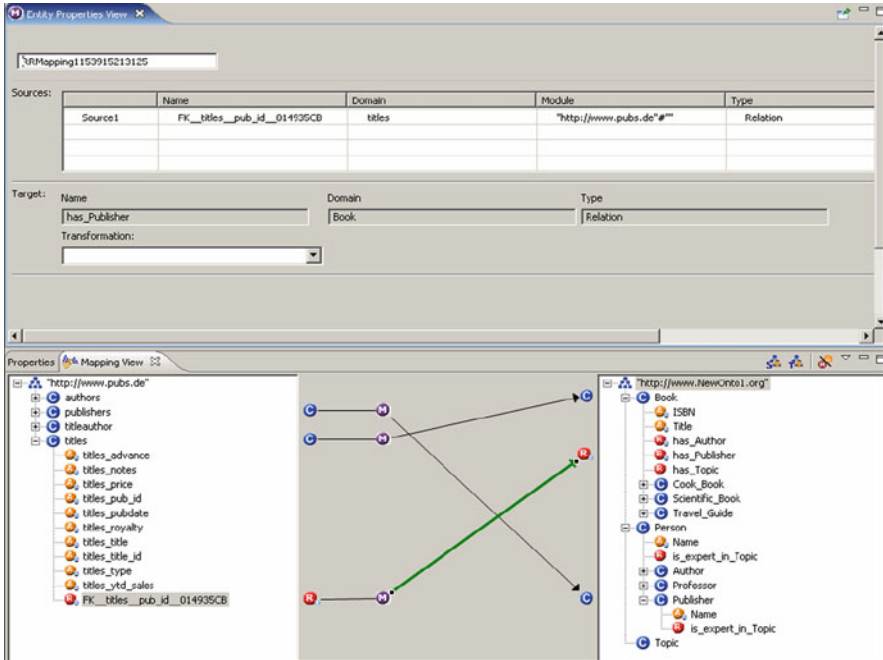 Entity Properties View
RRMapping1153915213125
Sources:
Name Domain Module Type
Source1 FK__titles__pub_id__014935CB titles "http://www.pubs.de"#"" Relation
Target:
Name Domain Type
has_Publisher Book Relation
Transformation:
Properties Mapping View
"http://www.pubs.de"
authors
publishers
titleauthor
titles
titles_advance
titles_notes
titles_price
titles_pub_id
titles_pubdate
titles_royalty
titles_title
titles_title_id
titles_type
titles_ytd_sales
FK__titles__pub_id__014935CB
C M C
C M
R
R M C
"http://www.NewOnto1.org"
Book
ISBN
Title
has_Author
has_Publisher
has_Topic
Cook_Book
Scientific_Book
Travel_Guide
Person
Name
is_expert_in_Topic
Author
Professor
Publisher
Name
is_expert_in_Topic
Topic